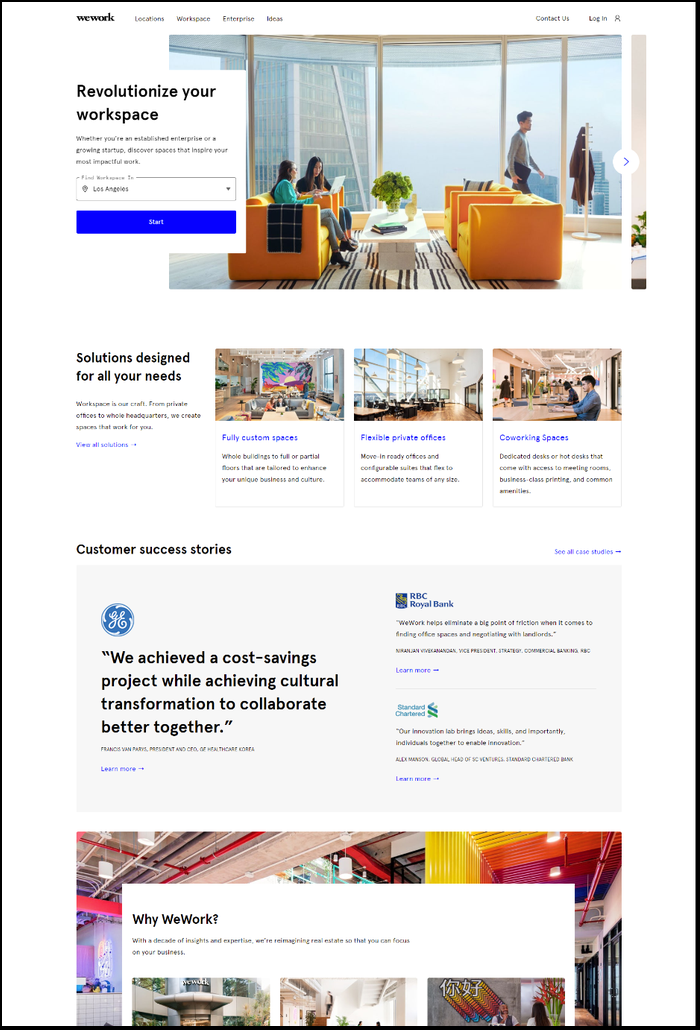 wework
Locations Workspace Enterprise Ideas
Contact Us Log In
Revolutionize your
workspace
Whether you're an established enterprise or a
growing startup, discover spaces that inspire your
most impactful work.
Find Workspace In
Los Angeles
Start
Solutions designed
for all your needs
Workspace is our craft. From private
offices to whole headquarters, we create
spaces that work for you.
View all solutions →
Fully custom spaces
Whole buildings to full or partial
floors that are tailored to enhance
your unique business and culture.
Flexible private offices
Move-in ready offices and
configurable suites that flex to
accommodate teams of any size.
Coworking Spaces
Dedicated desks or hot desks that
come with access to meeting rooms,
business-class printing, and common
amenities.
Customer success stories
See all case studies →
GE
“We achieved a cost-savings
project while achieving cultural
transformation to collaborate
better together.”
FRANCIS VAN PARYS, PRESIDENT AND CEO, GE HEALTHCARE KOREA
Learn more →
RBC
RBC
Royal Bank
“WeWork helps eliminate a big point of friction when it comes to
finding office spaces and negotiating with landlords.”
NIRANJAN VIVEKANANDAN, VICE PRESIDENT, STRATEGY, COMMERCIAL BANKING, RBC
Learn more →
Standard
Chartered
“Our innovation lab brings ideas, skills, and importantly,
individuals together to enable innovation.”
ALEX MANSON, GLOBAL HEAD OF SC VENTURES, STANDARD CHARTERED BANK
Learn more →
Why WeWork?
With a decade of insights and expertise, we're reimagining real estate so that you can focus
on your business.
wework
你好